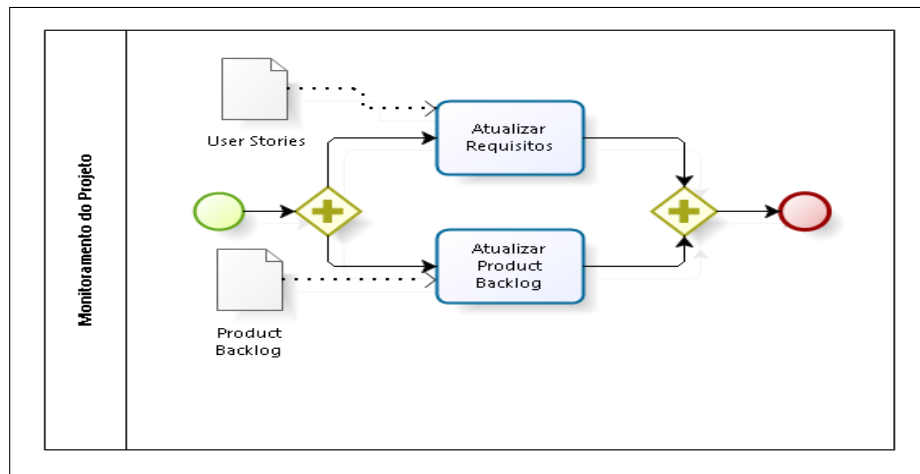 Monitoramento do Projeto
User Stories
Atualizar
Requisitos
Atualizar
Product
Backlog
Product
Backlog